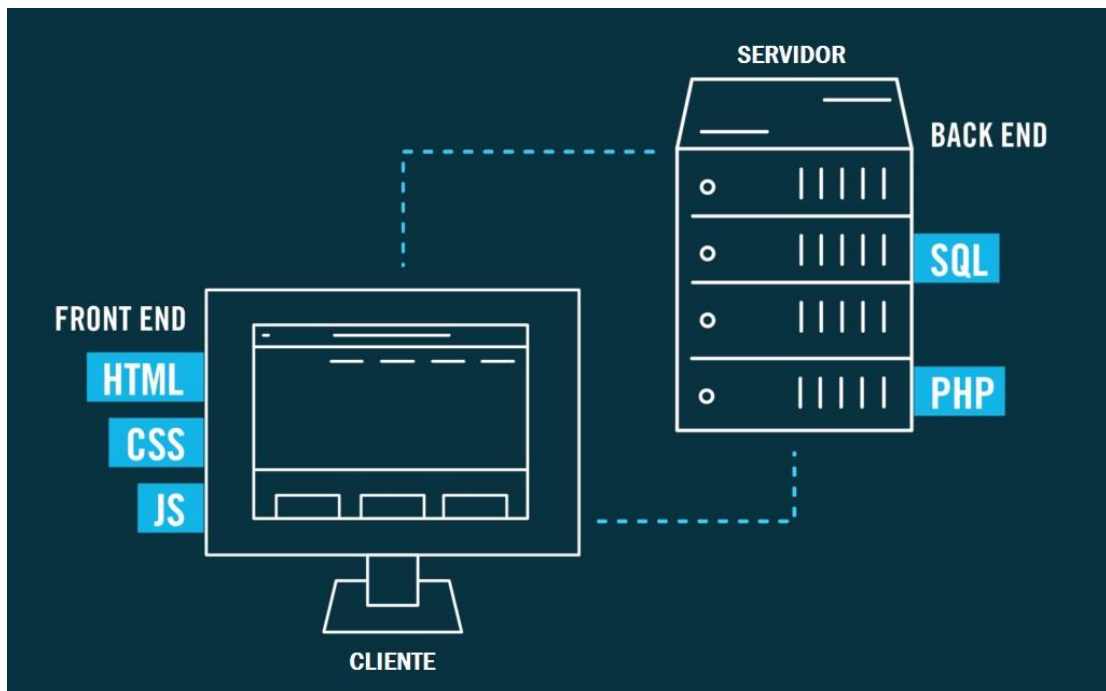 SERVIDOR
BACK END
SQL
PHP
FRONT END
HTML
CSS
JS
CLIENTE